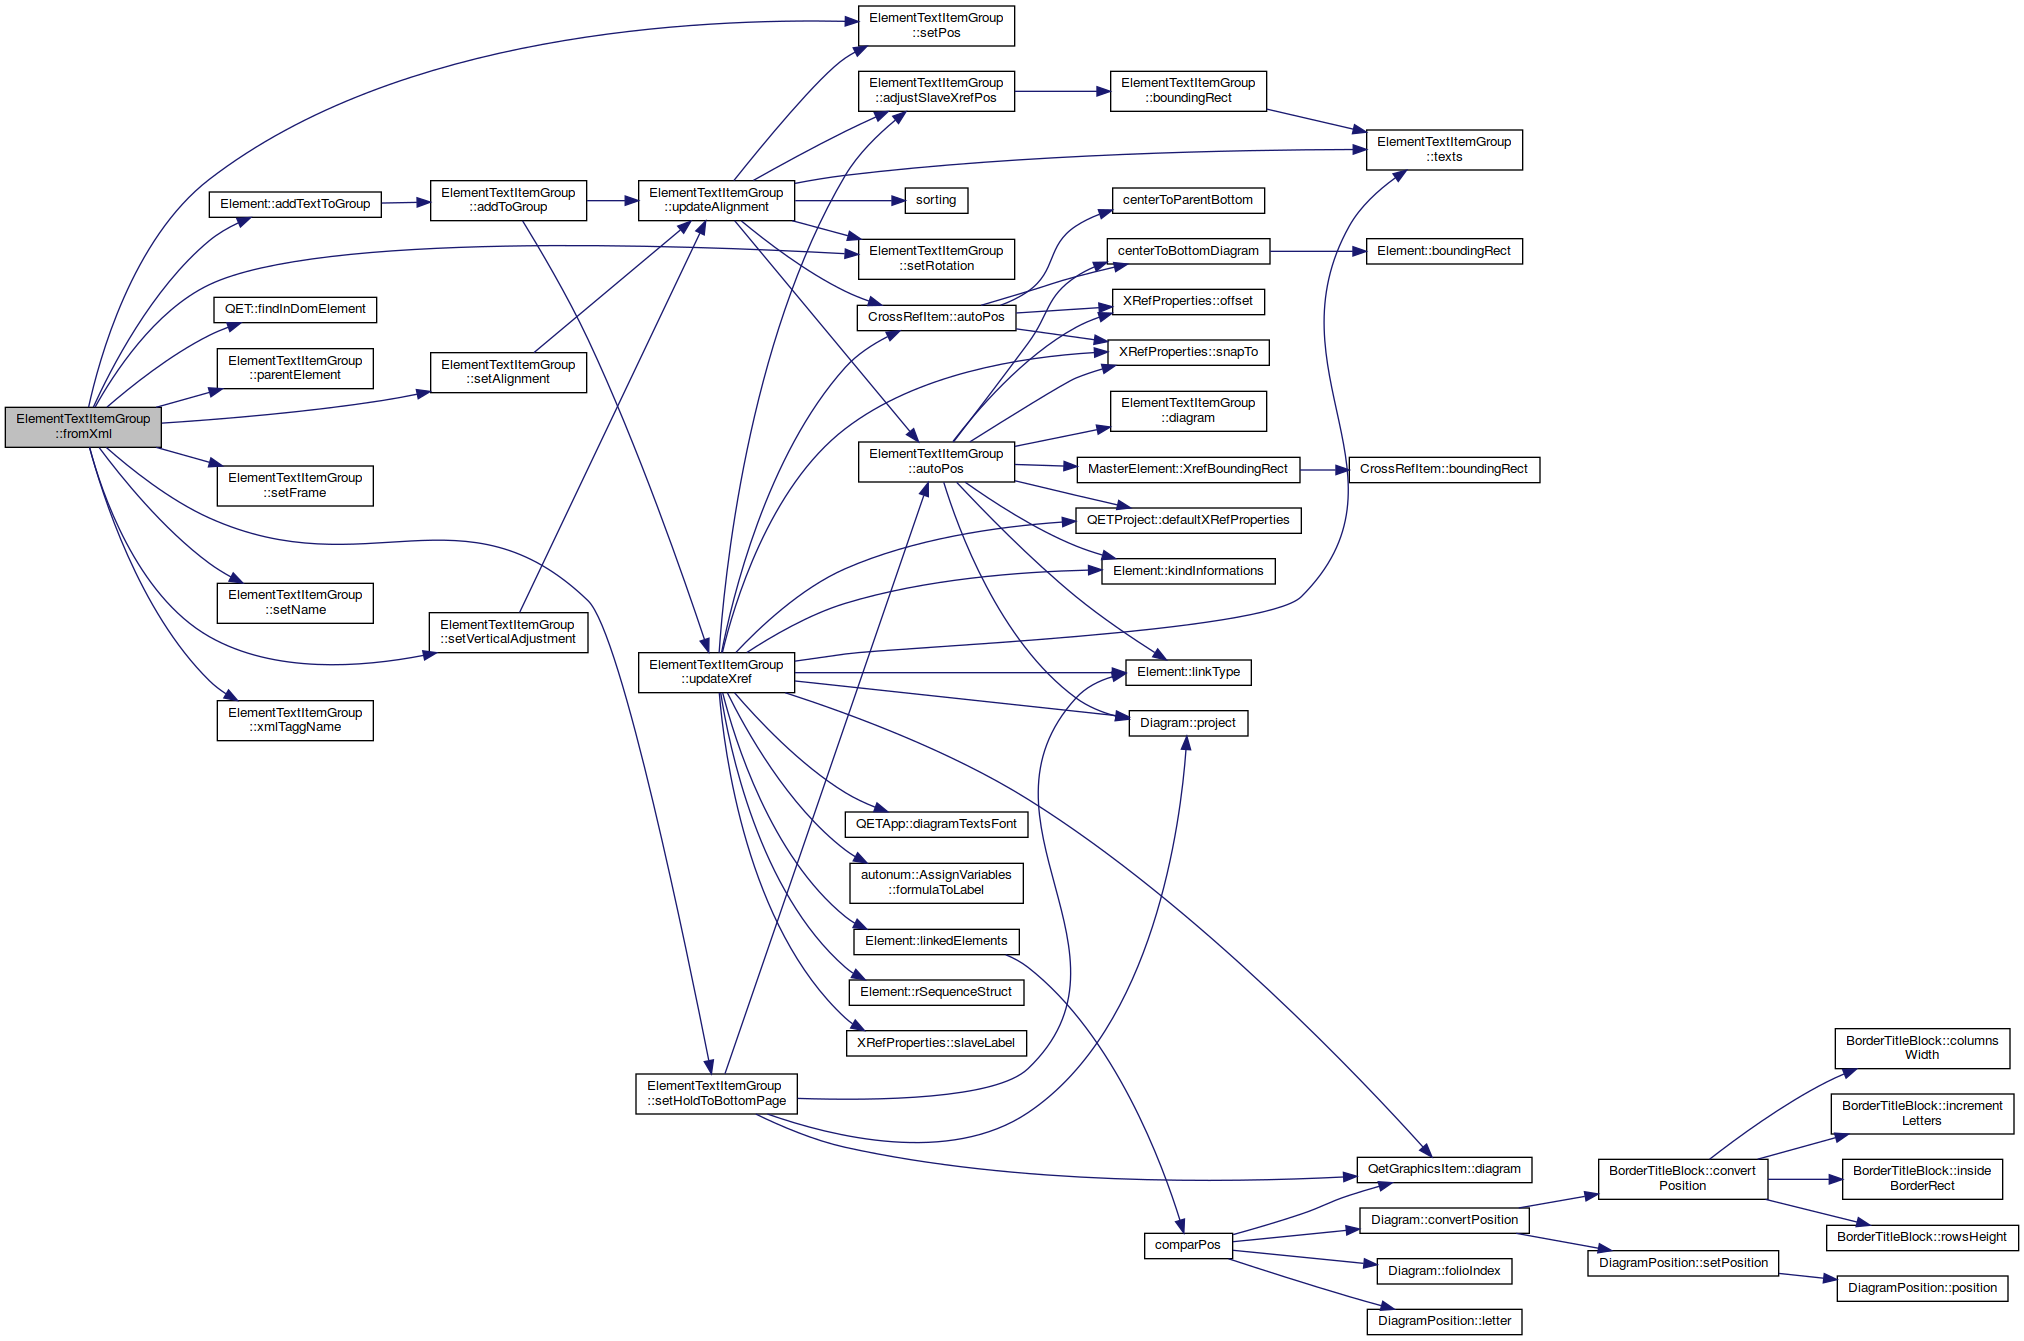 ElementTextItemGroup
::fromXml
ElementTextItemGroup
::setPos
Element::addTextToGroup
QET::findInDomElement
ElementTextItemGroup
::parentElement
ElementTextItemGroup
::setFrame
ElementTextItemGroup
::setName
ElementTextItemGroup
::xmlTaggName
ElementTextItemGroup
::addToGroup
ElementTextItemGroup
::setAlignment
ElementTextItemGroup
::setVerticalAdjustment
ElementTextItemGroup
::updateAlignment
ElementTextItemGroup
::updateXref
ElementTextItemGroup
::setHoldToBottomPage
ElementTextItemGroup
::adjustSlaveXrefPos
sorting
ElementTextItemGroup
::setRotation
CrossRefItem::autoPos
ElementTextItemGroup
::autoPos
QETApp::diagramTextsFont
autonum::AssignVariables
::formulaToLabel
Element::linkedElements
Element::rSequenceStruct
XRefProperties::slaveLabel
ElementTextItemGroup
::boundingRect
centerToParentBottom
centerToBottomDiagram
XRefProperties::offset
XRefProperties::snapTo
ElementTextItemGroup
::diagram
MasterElement::XrefBoundingRect
QETProject::defaultXRefProperties
Element::kindInformations
Element::linkType
Diagram::project
comparPos
ElementTextItemGroup
::texts
Element::boundingRect
CrossRefItem::boundingRect
QetGraphicsItem::diagram
Diagram::convertPosition
Diagram::folioIndex
DiagramPosition::letter
BorderTitleBlock::convert
Position
DiagramPosition::setPosition
BorderTitleBlock::columns
Width
BorderTitleBlock::increment
Letters
BorderTitleBlock::inside
BorderRect
BorderTitleBlock::rowsHeight
DiagramPosition::position